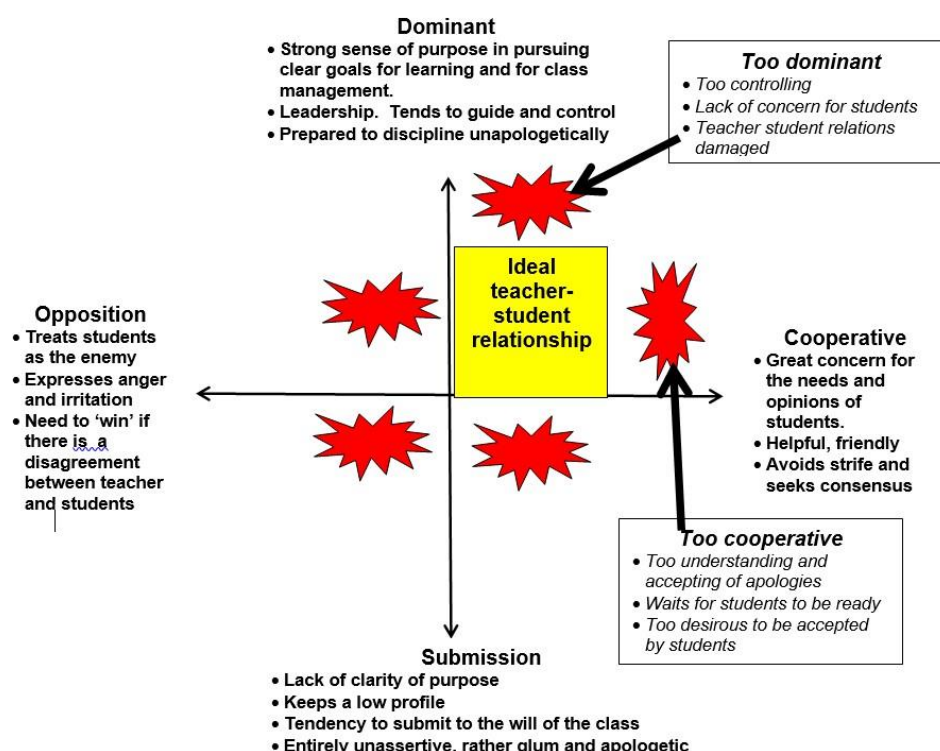 Dominant
• Strong sense of purpose in pursuing
clear goals for learning and for class
management.
• Leadership. Tends to guide and control
• Prepared to discipline unapologetically
Too dominant
• Too controlling
• Lack of concern for students
• Teacher student relations
damaged
Ideal
teacher-
student
relationship
Opposition
• Treats students
as the enemy
• Expresses anger
and irritation
• Need to ‘win’ if
there is a
disagreement
between teacher
and students
Cooperative
• Great concern for
the needs and
opinions of
students.
• Helpful, friendly
• Avoids strife and
seeks consensus
Too cooperative
• Too understanding and
accepting of apologies
• Waits for students to be ready
• Too desirous to be accepted
by students
Submission
• Lack of clarity of purpose
• Keeps a low profile
• Tendency to submit to the will of the class
• Entirely unassertive, rather glum and apologetic